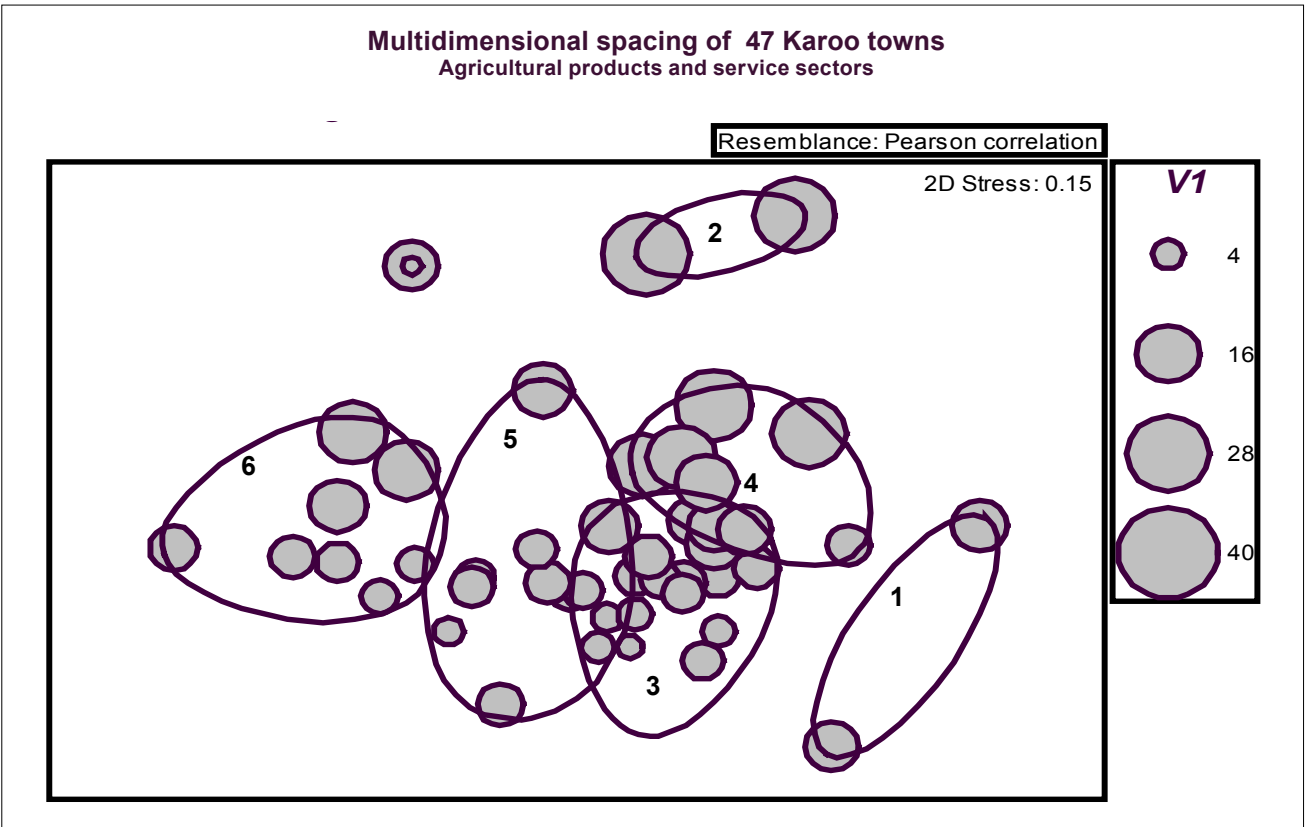 Multidimensional spacing of 47 Karoo towns
Agricultural products and service sectors
Resemblance: Pearson correlation
2D Stress: 0.15
V1
4
16
28
40
2
5
6
4
1
3